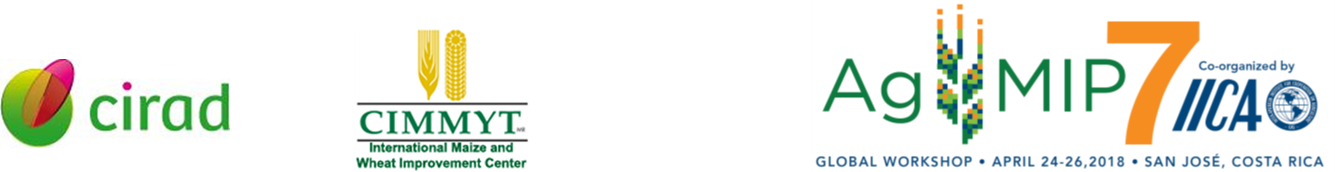 cirad
CIMMYT
International Maize and
Wheat Improvement Center
AgMIP7
Co-organized by
IICA
GLOBAL WORKSHOP • APRIL 24-26,2018 • SAN JOSÉ, COSTA RICA